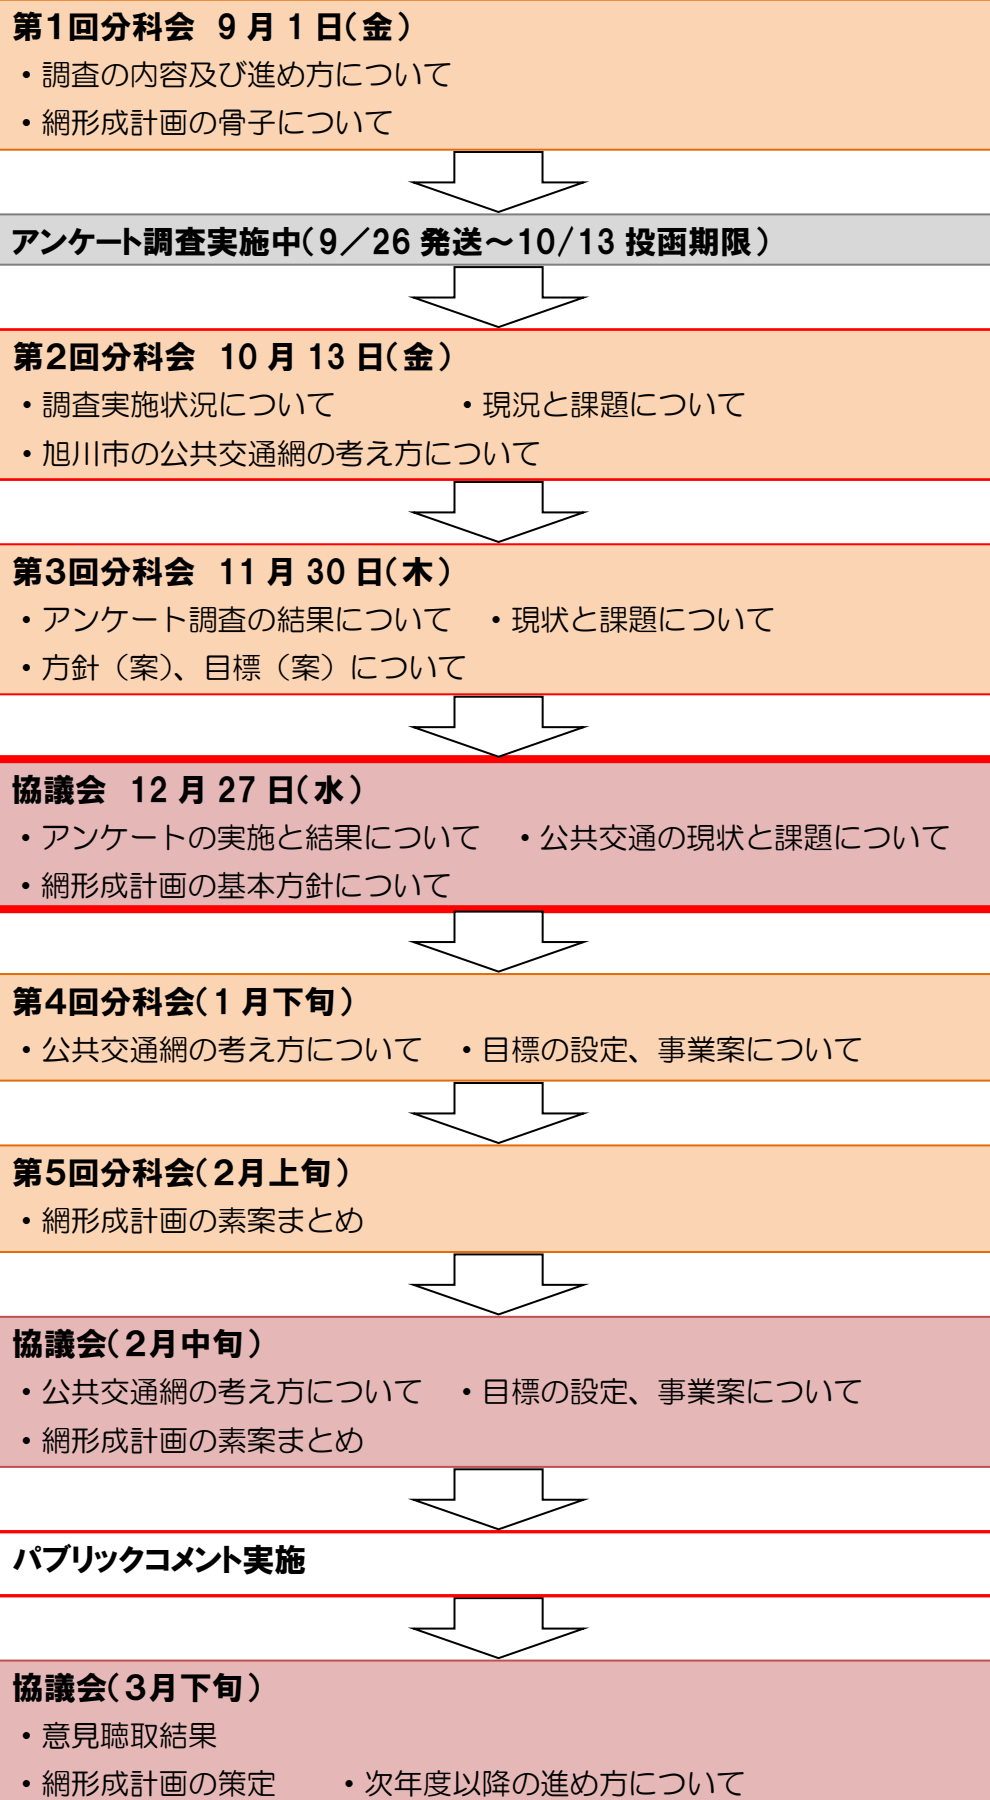 第1回分科会　9月1日(金)
・調査の内容及び進め方について
・網形成計画の骨子について
アンケート調査実施中(9／26発送～10/13投函期限)
第2回分科会　10月13日(金)
・調査実施状況について　・現況と課題について
・旭川市の公共交通網の考え方について
第3回分科会　11月30日(木)
・アンケート調査の結果について　・現状と課題について
・方針（案）、目標（案）について
協議会　12月27日(水)
・アンケートの実施と結果について　・公共交通の現状と課題について
・網形成計画の基本方針について
第4回分科会(1月下旬)
・公共交通網の考え方について　・目標の設定、事業案について
第5回分科会(2月上旬)
・網形成計画の素案まとめ
協議会(2月中旬)
・公共交通網の考え方について　・目標の設定、事業案について
・網形成計画の素案まとめ
パブリックコメント実施
協議会(3月下旬)
・意見聴取結果
・網形成計画の策定　・次年度以降の進め方について